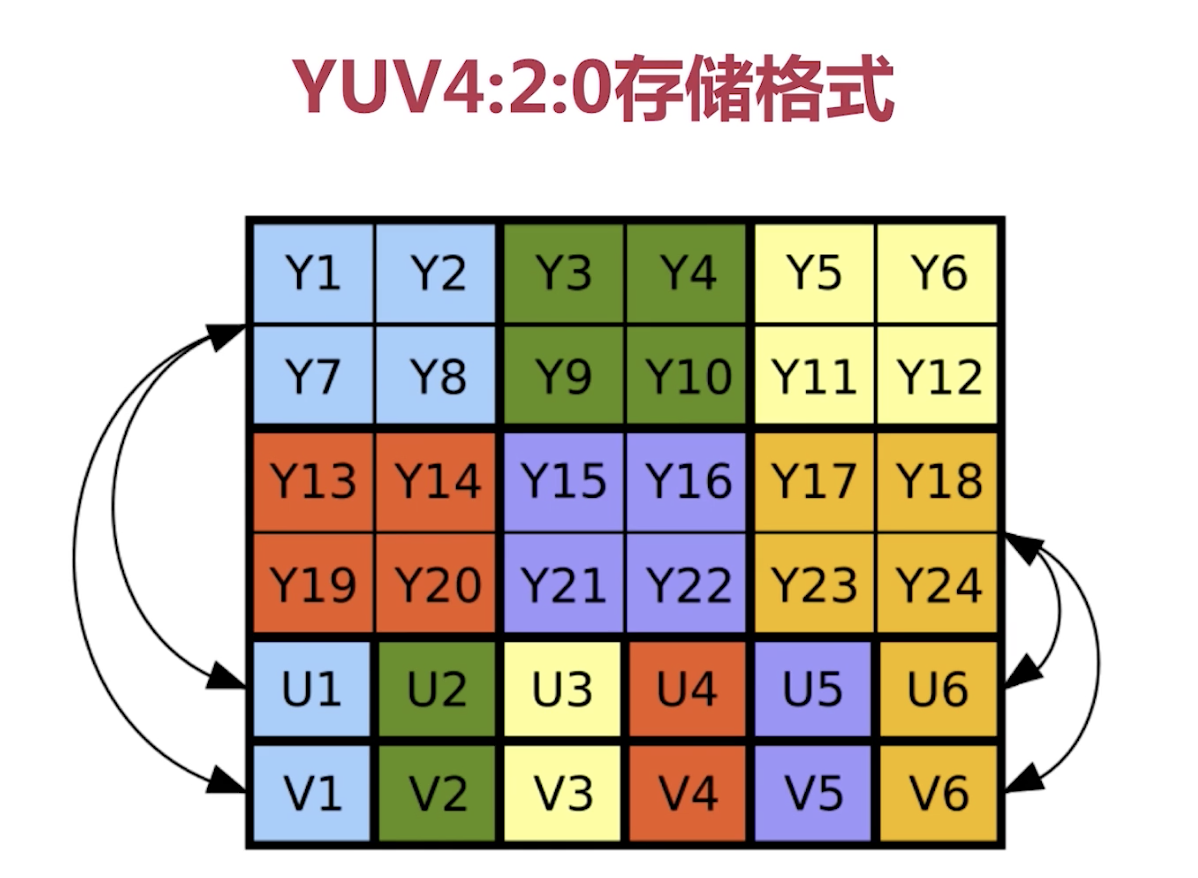 YUV4:2:0存储格式
Y1 Y2 Y3 Y4 Y5 Y6
Y7 Y8 Y9 Y10 Y11 Y12
Y13 Y14 Y15 Y16 Y17 Y18
Y19 Y20 Y21 Y22 Y23 Y24
U1 U2 U3 U4 U5 U6
V1 V2 V3 V4 V5 V6